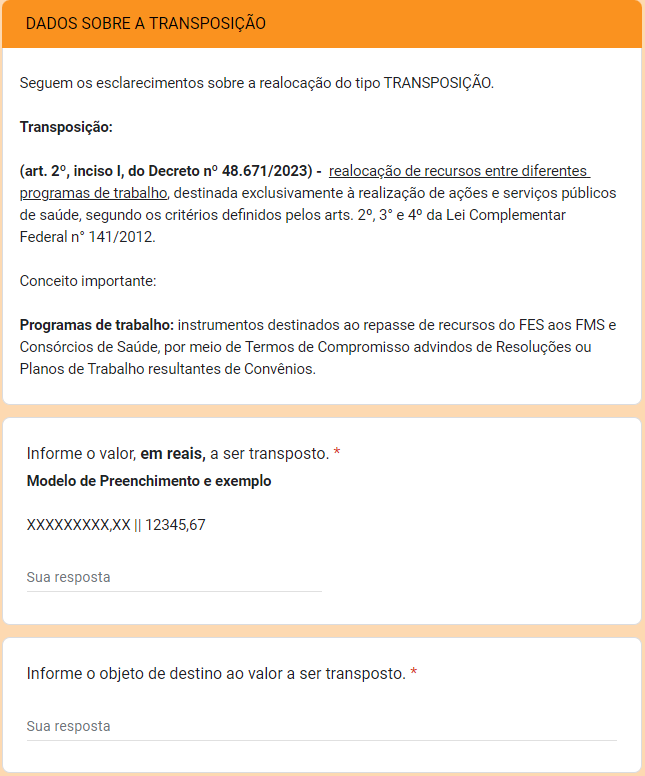 DADOS SOBRE A TRANSPOSIÇÃO
Seguem os esclarecimentos sobre a realocação do tipo TRANSPOSIÇÃO.
Transposição:
(art. 2º, inciso I, do Decreto nº 48.671/2023) - realocação de recursos entre diferentes
programas de trabalho, destinada exclusivamente à realização de ações e serviços públicos
de saúde, segundo os critérios definidos pelos arts. 2º, 3° e 4º da Lei Complementar
Federal n° 141/2012.
Conceito importante:
Programas de trabalho: instrumentos destinados ao repasse de recursos do FES aos FMS e
Consórcios de Saúde, por meio de Termos de Compromisso advindos de Resoluções ou
Planos de Trabalho resultantes de Convênios.
Informe o valor, em reais, a ser transposto. *
Modelo de Preenchimento e exemplo
XXXXXXXXX,XX || 12345,67
Sua resposta
Informe o objeto de destino ao valor a ser transposto. *
Sua resposta